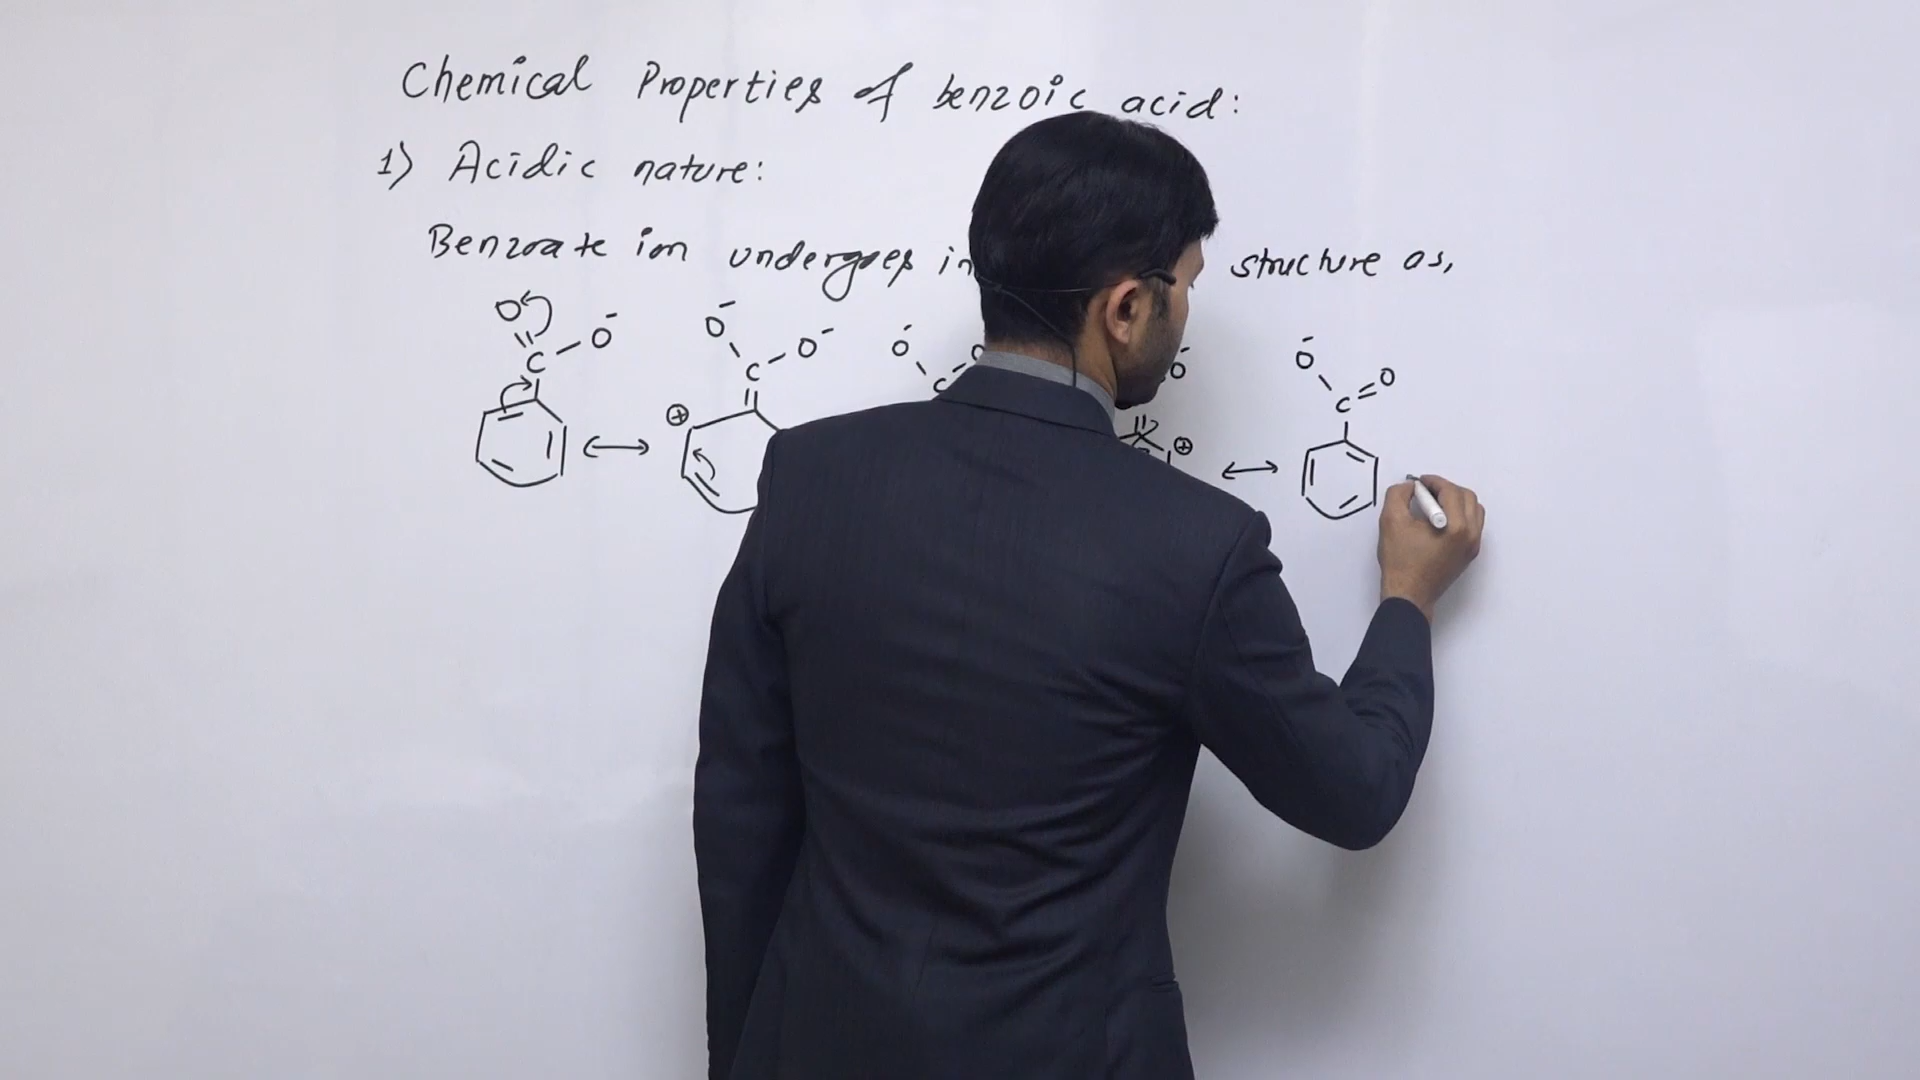 Chemical Properties of benzoic acid:
1) Acidic nature:
Benzoate ion undergoes in structure as,
O C O⁻
O⁻ C O⁻ ⊕
O⁻ C
O⁻ ⊕
O⁻ C O